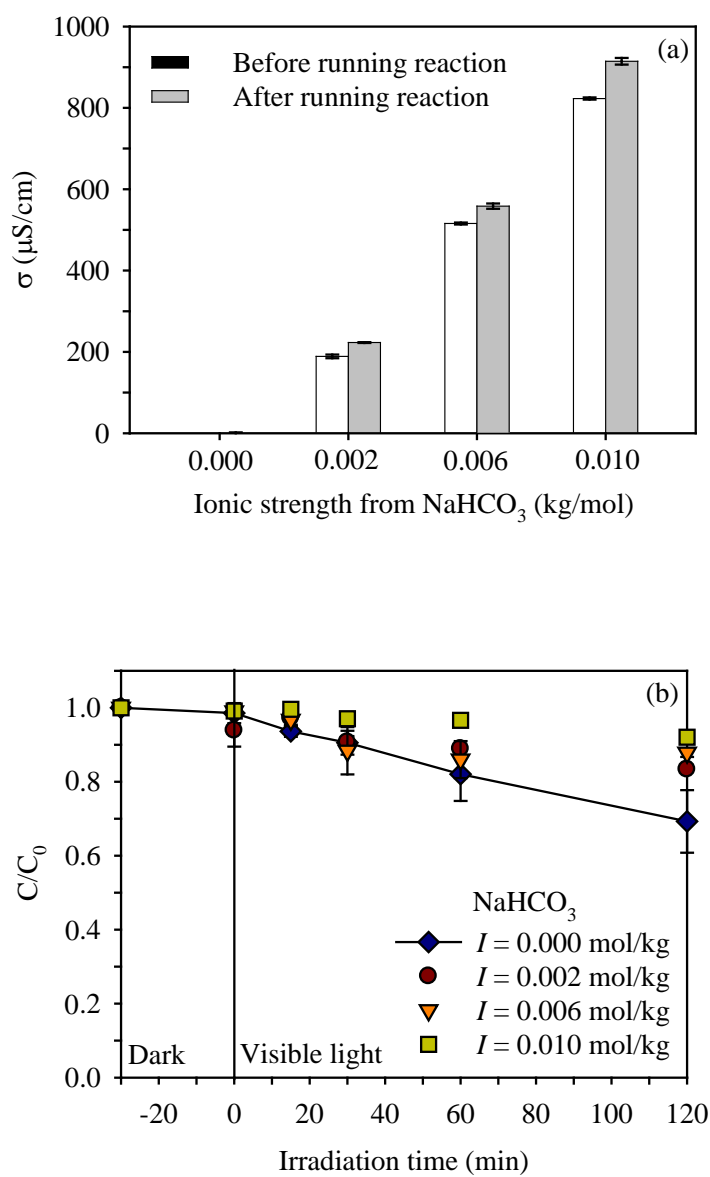 1000
(a)
Before running reaction
After running reaction
800
600
400
200
0
σ (μS/cm)
0.000 0.002 0.006 0.010
Ionic strength from NaHCO₃ (kg/mol)
(b)
1.0
0.8
0.6
0.4
0.2
0.0
C/C₀
NaHCO₃
I = 0.000 mol/kg
I = 0.002 mol/kg
I = 0.006 mol/kg
I = 0.010 mol/kg
Dark Visible light
-20 0 20 40 60 80 100 120
Irradiation time (min)